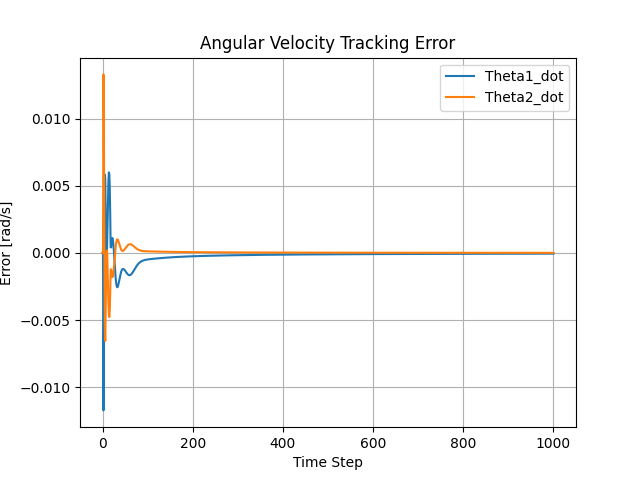 Angular Velocity Tracking Error
Theta1_dot
Theta2_dot
Error [rad/s]
0.010
0.005
0.000
−0.005
−0.010
0
200
400
600
800
1000
Time Step